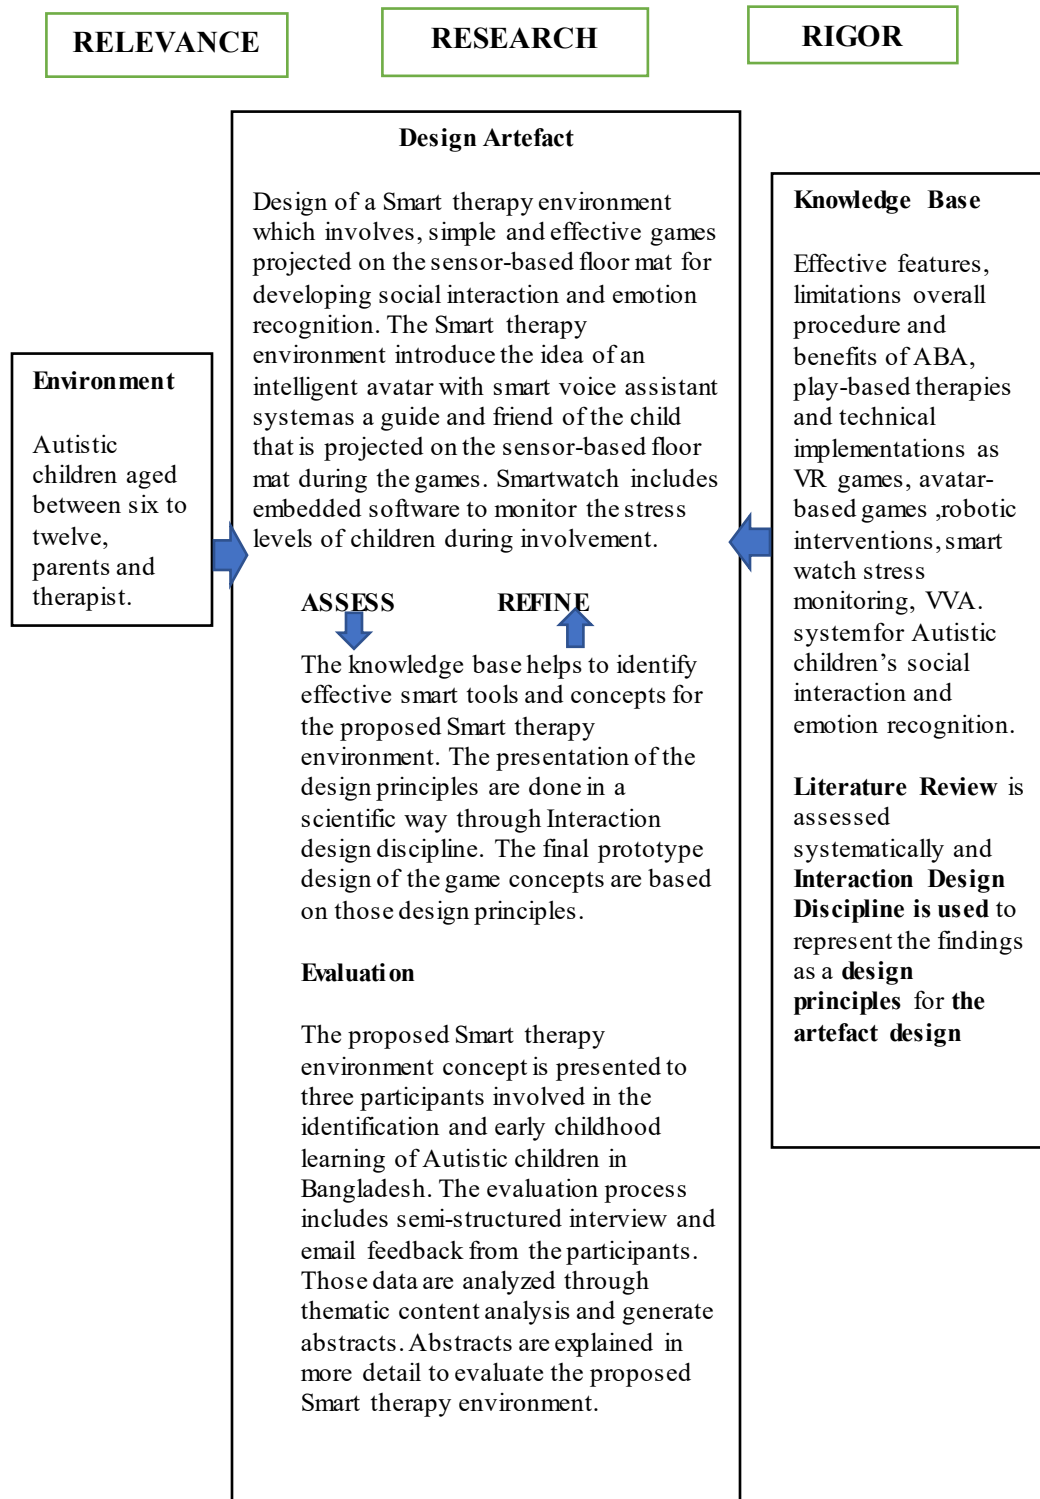 RELEVANCE
RESEARCH
RIGOR
Design Artefact
Design of a Smart therapy environment
which involves, simple and effective games
projected on the sensor-based floor mat for
developing social interaction and emotion
recognition. The Smart therapy
environment introduce the idea of an
intelligent avatar with smart voice assistant
systemas a guide and friend of the child
that is projected on the sensor-based floor
mat during the games. Smartwatch includes
embedded software to monitor the stress
levels of children during involvement.
ASSESS REFINE
The knowledge base helps to identify
effective smart tools and concepts for
the proposed Smart therapy
environment. The presentation of the
design principles are done in a
scientific way through Interaction
design discipline. The final prototype
design of the game concepts are based
on those design principles.
Evaluation
The proposed Smart therapy
environment concept is presented to
three participants involved in the
identification and early childhood
learning of Autistic children in
Bangladesh. The evaluation process
includes semi-structured interview and
email feedback from the participants.
Those data are analyzed through
thematic content analysis and generate
abstracts. Abstracts are explained in
more detail to evaluate the proposed
Smart therapy environment.
Environment
Autistic
children aged
between six to
twelve,
parents and
therapist.
Knowledge Base
Effective features,
limitations overall
procedure and
benefits of ABA,
play-based therapies
and technical
implementations as
VR games, avatar-
based games ,robotic
interventions, smart
watch stress
monitoring, VVA.
system for Autistic
children's social
interaction and
emotion recognition.
Literature Review is
assessed
systematically and
Interaction Design
Discipline is used to
represent the findings
as a design
principles for the
artefact design